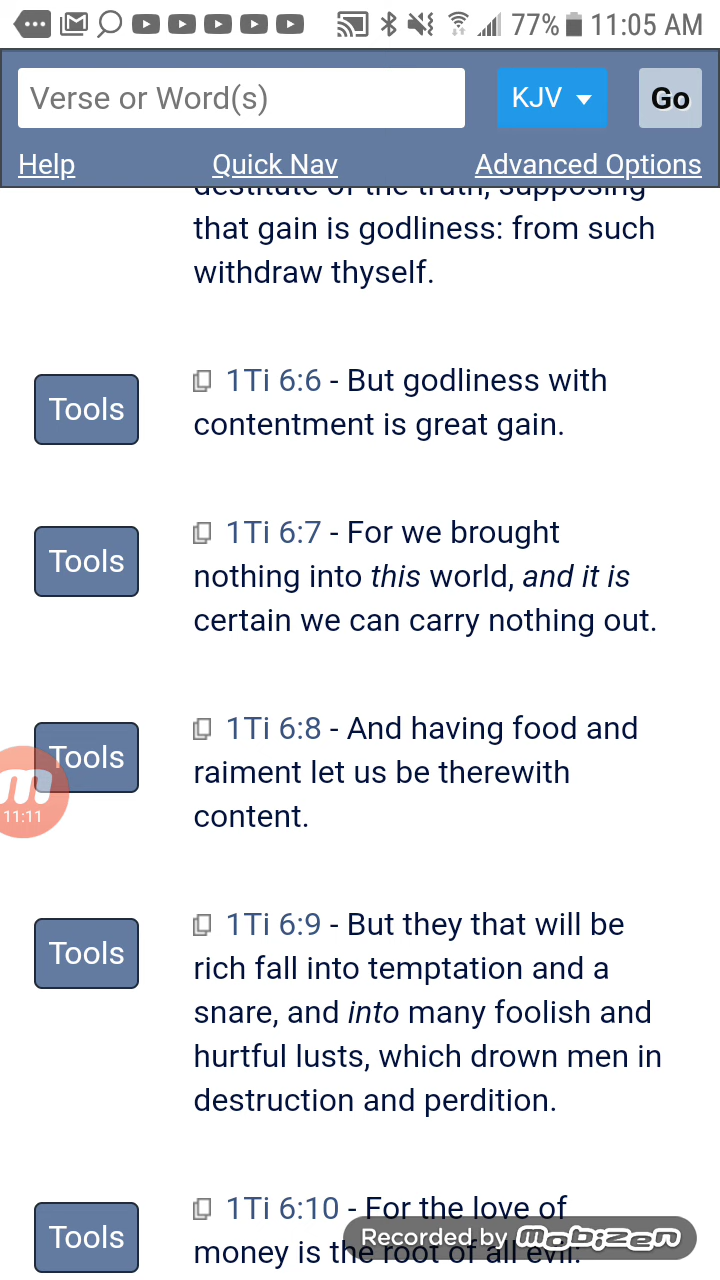 77% 11:05 AM
Verse or Word(s) KJV Go
Help Quick Nav Advanced Options
destitute of the truth, supposing
that gain is godliness: from such
withdraw thyself.
Tools
1Ti 6:6 - But godliness with
contentment is great gain.
Tools
1Ti 6:7 - For we brought
nothing into this world, and it is
certain we can carry nothing out.
Tools
1Ti 6:8 - And having food and
raiment let us be therewith
content.
11:11
Tools
1Ti 6:9 - But they that will be
rich fall into temptation and a
snare, and into many foolish and
hurtful lusts, which drown men in
destruction and perdition.
Tools
1Ti 6:10 - For the love of
money is the root of all evil:
Recorded by mobizen